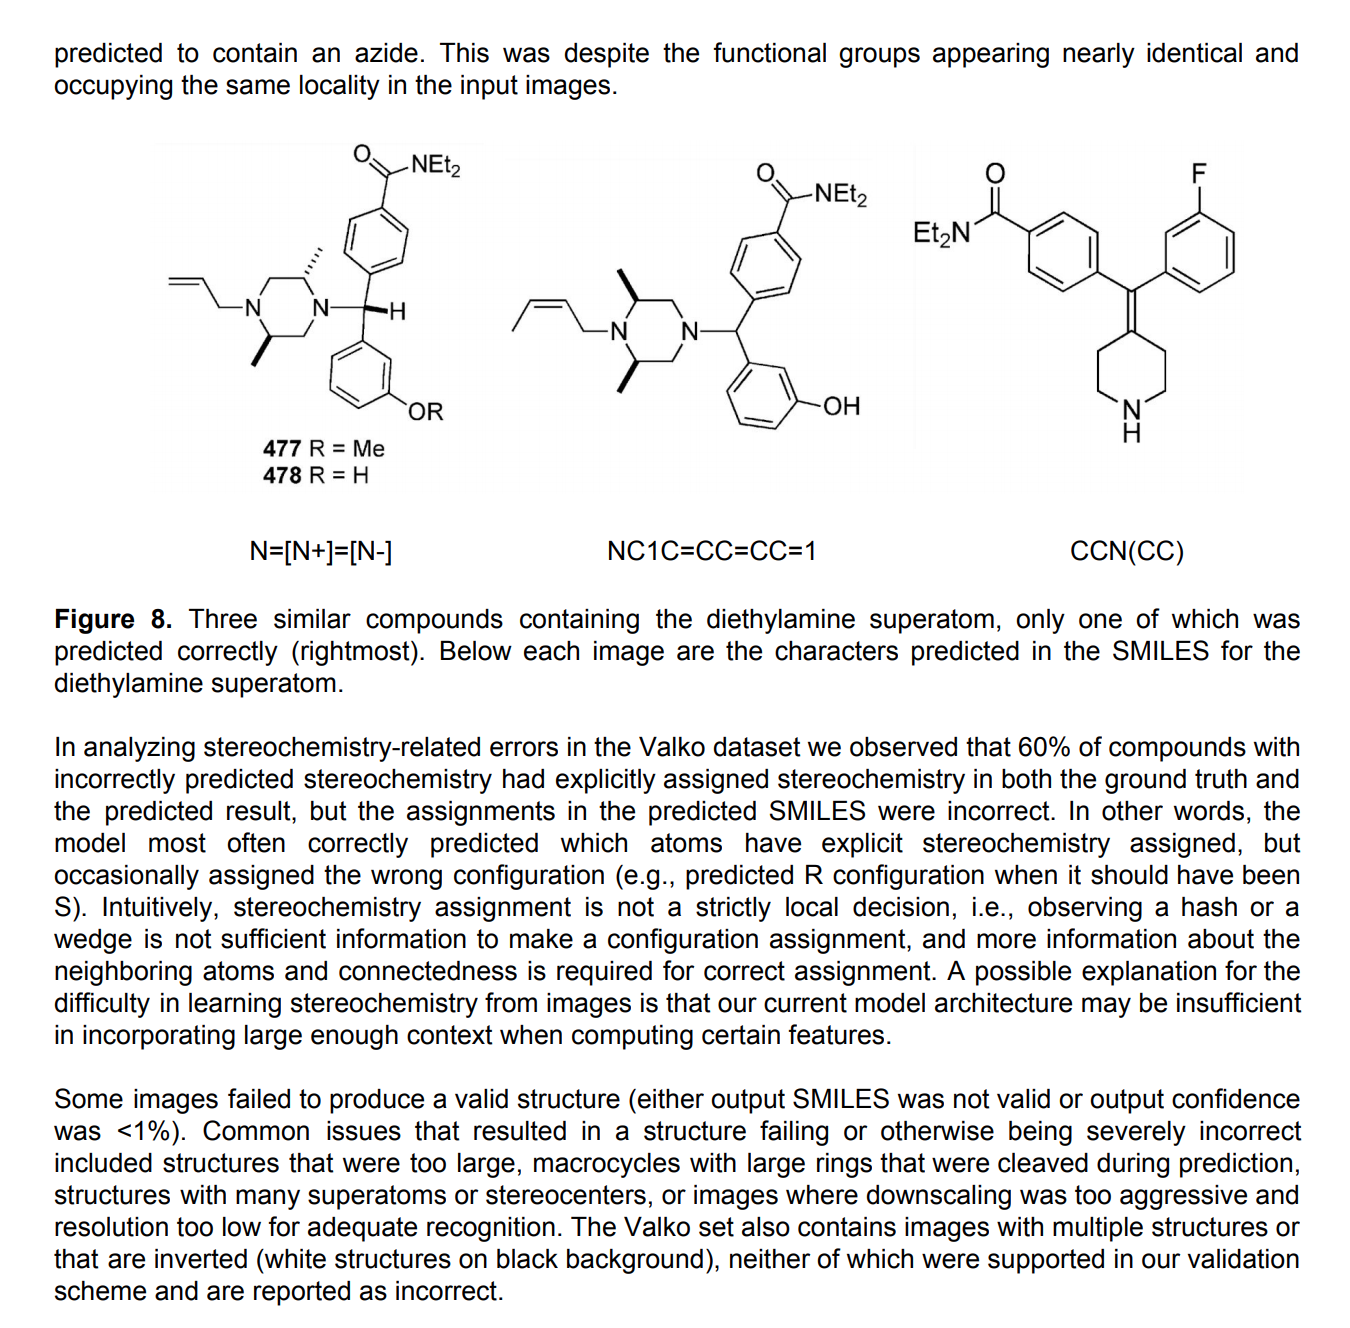 predicted to contain an azide. This was despite the functional groups appearing nearly identical and
occupying the same locality in the input images.
O
NEt2
N
N
H
OR
477 R = Me
478 R = H
O
NEt2
N
N
OH
O
Et2N
F
N
H
N=[N+]=[N-]
NC1C=CC=CC=1
CCN(CC)
Figure 8. Three similar compounds containing the diethylamine superatom, only one of which was
predicted correctly (rightmost). Below each image are the characters predicted in the SMILES for the
diethylamine superatom.
In analyzing stereochemistry-related errors in the Valko dataset we observed that 60% of compounds with
incorrectly predicted stereochemistry had explicitly assigned stereochemistry in both the ground truth and
the predicted result, but the assignments in the predicted SMILES were incorrect. In other words, the
model most often correctly predicted which atoms have explicit stereochemistry assigned, but
occasionally assigned the wrong configuration (e.g., predicted R configuration when it should have been
S). Intuitively, stereochemistry assignment is not a strictly local decision, i.e., observing a hash or a
wedge is not sufficient information to make a configuration assignment, and more information about the
neighboring atoms and connectedness is required for correct assignment. A possible explanation for the
difficulty in learning stereochemistry from images is that our current model architecture may be insufficient
in incorporating large enough context when computing certain features.
Some images failed to produce a valid structure (either output SMILES was not valid or output confidence
was <1%). Common issues that resulted in a structure failing or otherwise being severely incorrect
included structures that were too large, macrocycles with large rings that were cleaved during prediction,
structures with many superatoms or stereocenters, or images where downscaling was too aggressive and
resolution too low for adequate recognition. The Valko set also contains images with multiple structures or
that are inverted (white structures on black background), neither of which were supported in our validation
scheme and are reported as incorrect.